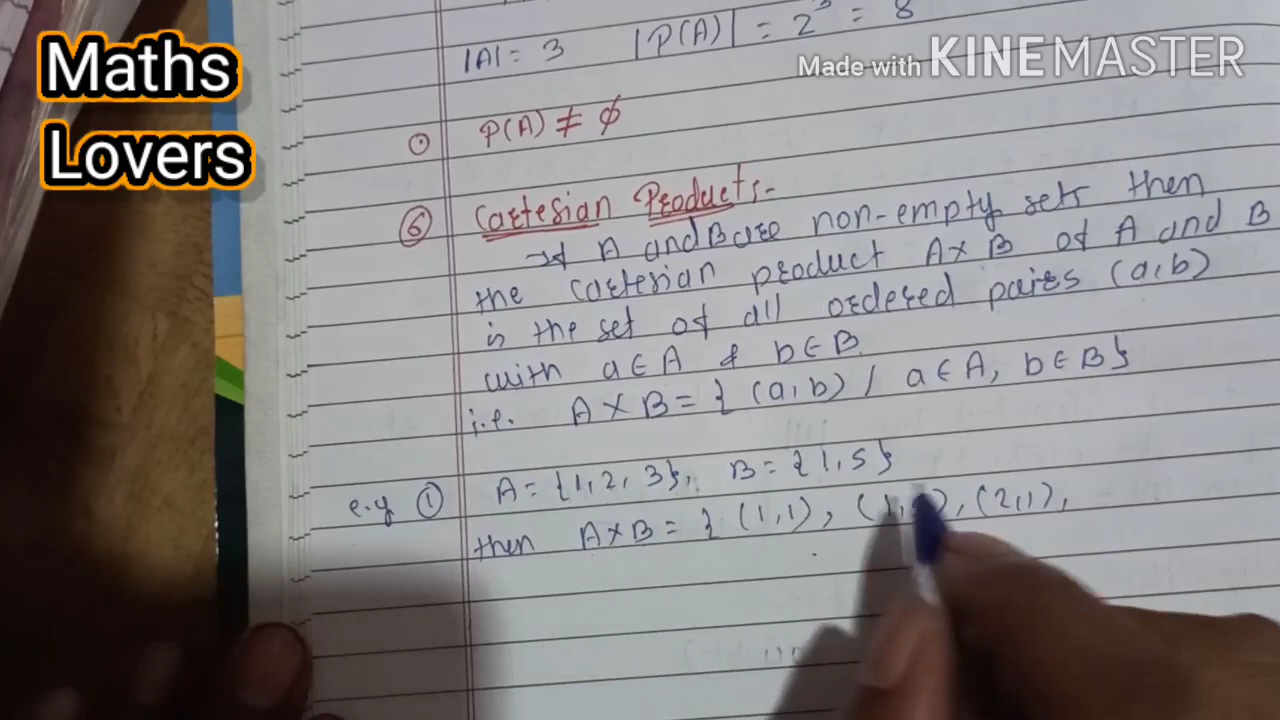 Maths
Lovers
Made with KINEMASTER
|A| = 3 |P(A)| = 2³ = 8
P(A) ≠ ϕ
⑥ Cartesian Products:-
If A and B are non-empty sets then
the cartesian product A × B of A and B
is the set of all ordered pairs (a,b)
with a ∈ A & b ∈ B.
i.e. A × B = { (a,b) / a ∈ A, b ∈ B }
e.g ① A = {1, 2, 3}, B = {1, 5}
then A × B = { (1,1), (1, ), (2,1),